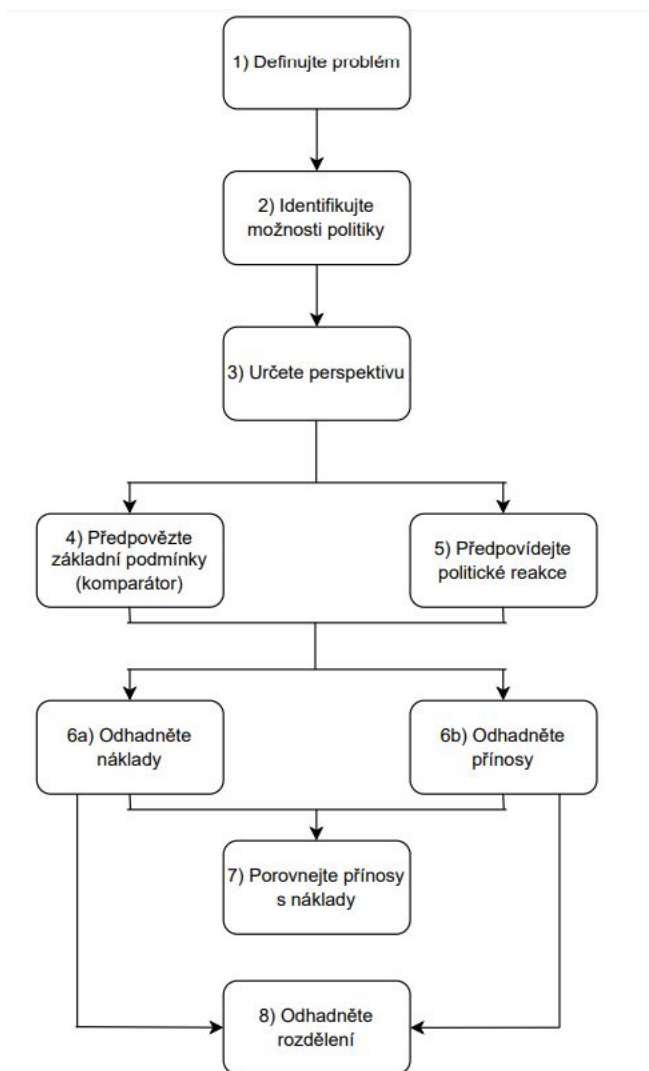 1) Definujte problém
2) Identifikujte
možnosti politiky
3) Určete perspektivu
4) Předpovězte
základní podmínky
(komparátor)
5) Předpovídejte
politické reakce
6a) Odhadněte
náklady
6b) Odhadněte
přínosy
7) Porovnejte přínosy
s náklady
8) Odhadněte
rozdělení